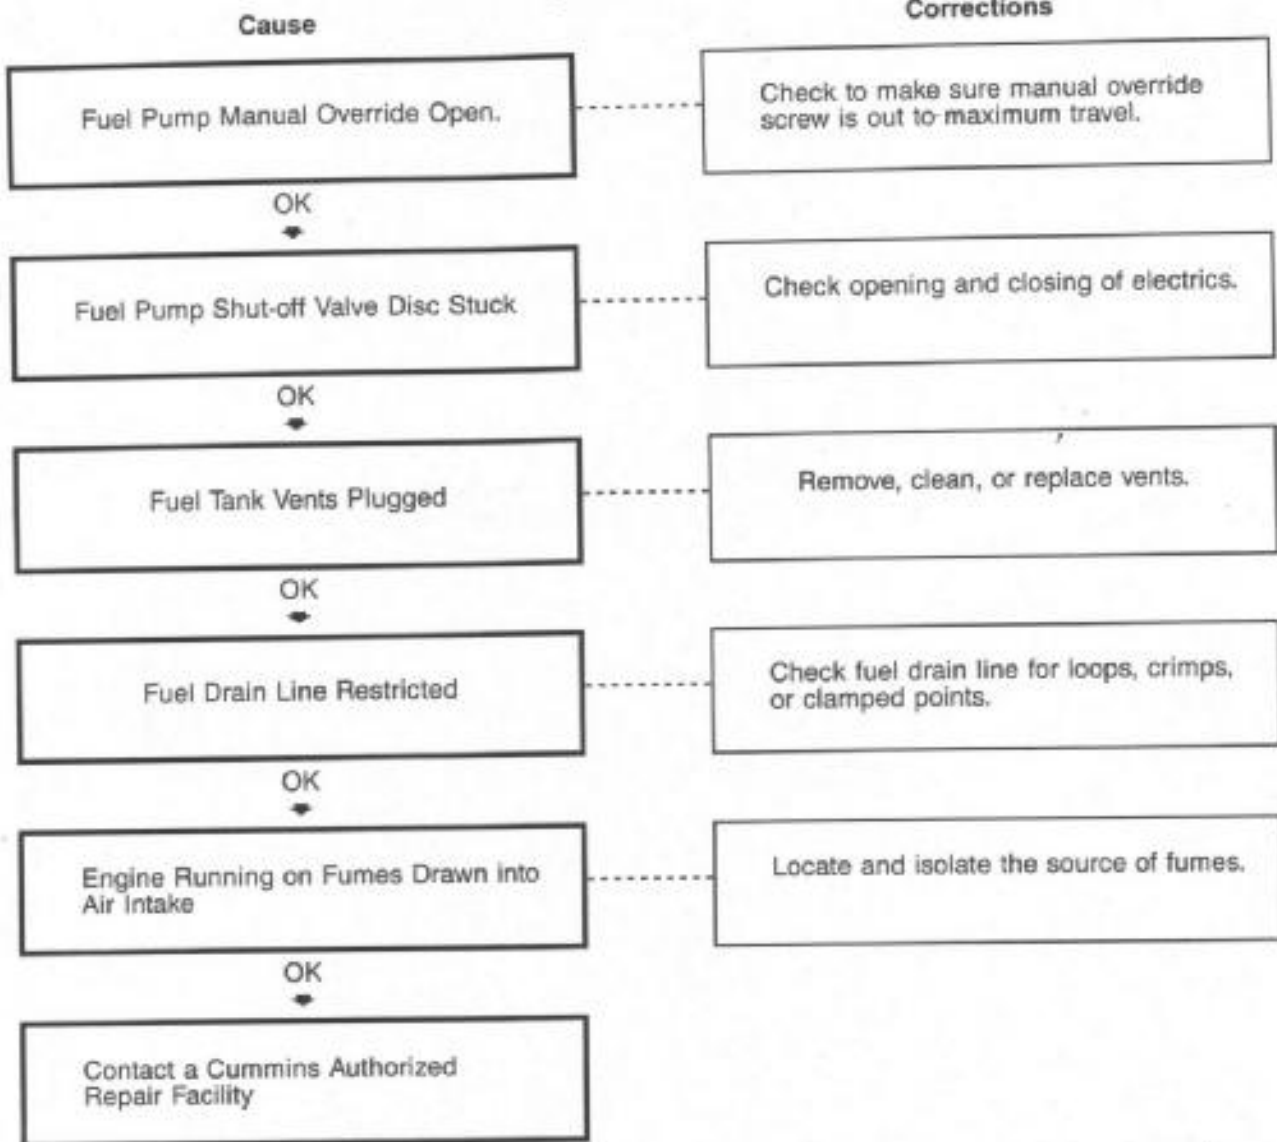 Cause
Corrections
Fuel Pump Manual Override Open.
Check to make sure manual override
screw is out to maximum travel.
OK
Fuel Pump Shut-off Valve Disc Stuck
Check opening and closing of electrics.
OK
Fuel Tank Vents Plugged
Remove, clean, or replace vents.
OK
Fuel Drain Line Restricted
Check fuel drain line for loops, crimps,
or clamped points.
OK
Engine Running on Fumes Drawn into
Air Intake
Locate and isolate the source of fumes.
OK
Contact a Cummins Authorized
Repair Facility